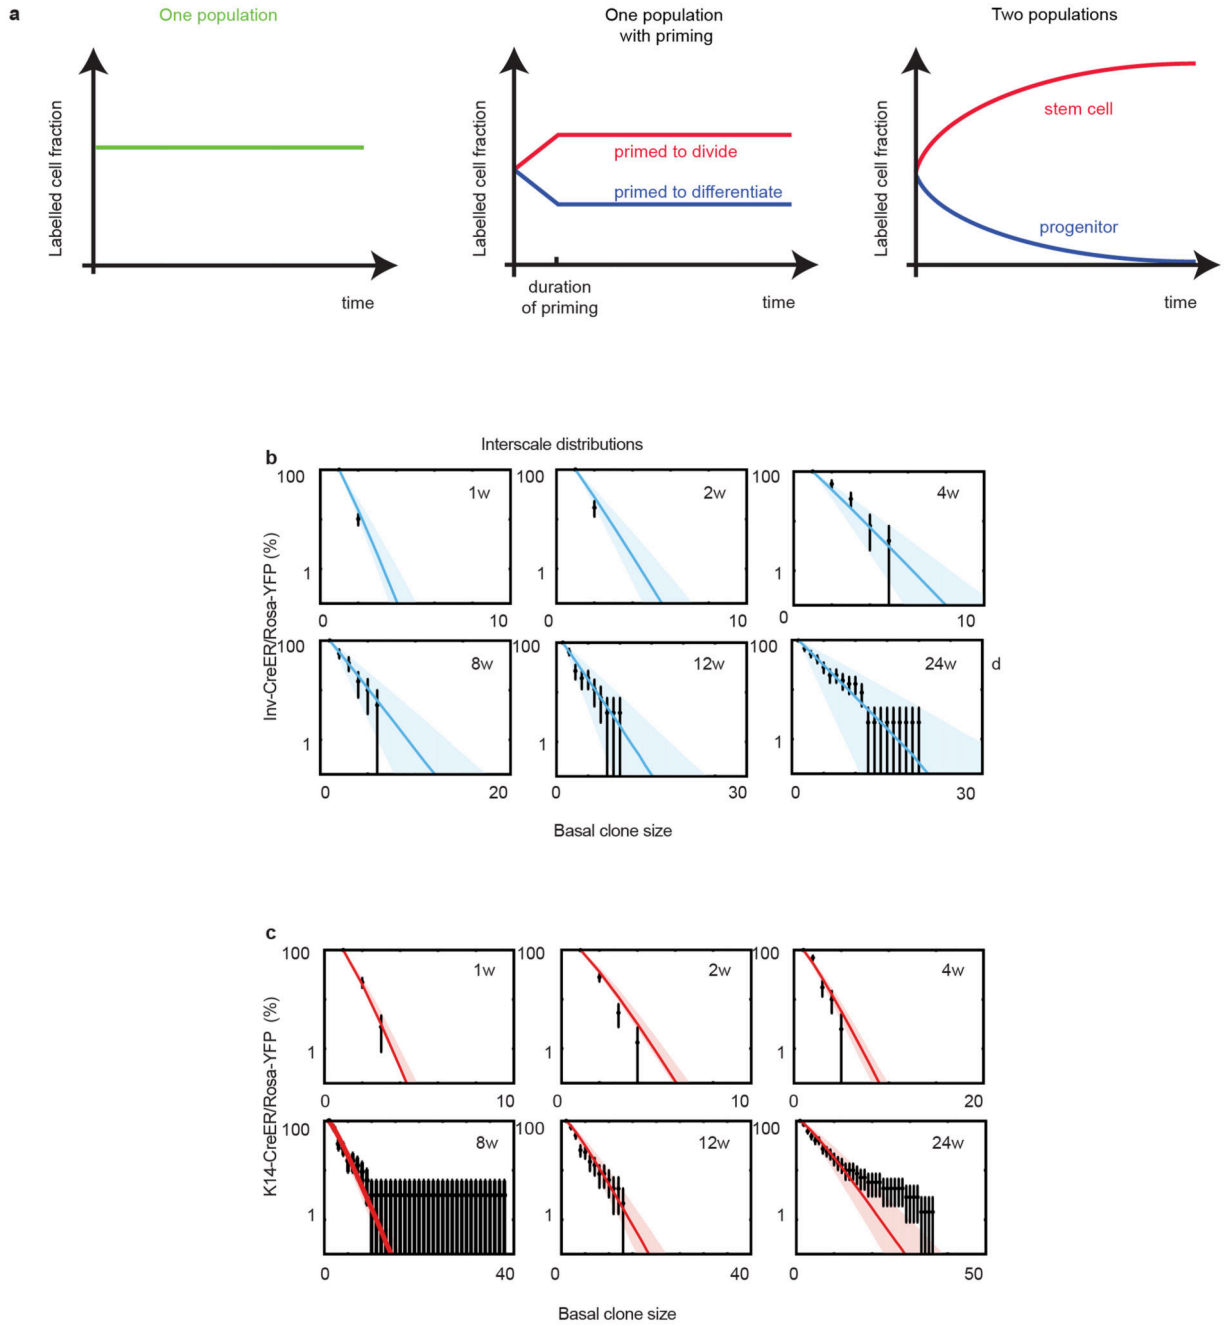 a
One population
One population
with priming
Two populations
Labelled cell fraction
time
Labelled cell fraction
primed to divide
primed to differentiate
duration
of priming
time
Labelled cell fraction
stem cell
progenitor
time
b
Interscale distributions
Inv-CreER/Rosa-YFP (%)
100
1
1w
0
10
100
1
2w
0
10
100
1
4w
0
10
100
1
8w
0
20
100
1
12w
0
30
100
1
24w
d
0
30
Basal clone size
c
K14-CreER/Rosa-YFP (%)
100
1
1w
0
10
100
1
2w
0
10
100
1
4w
0
20
100
1
8w
0
40
100
1
12w
0
40
100
1
24w
0
50
Basal clone size